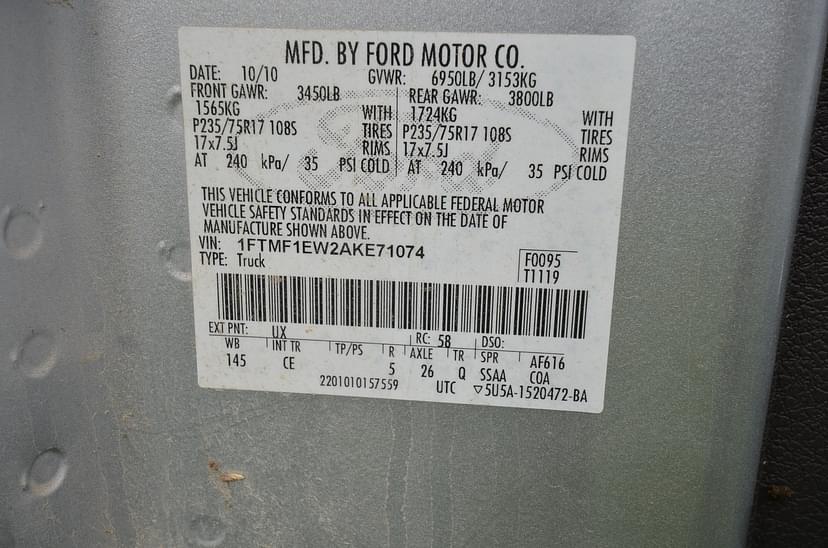 MFD. BY FORD MOTOR CO.
DATE: 10/10 GVWR: 6950LB/ 3153KG
FRONT GAWR: 3450LB REAR GAWR: 3800LB
1565KG WITH 1724KG WITH
P235/75R17 108S TIRES P235/75R17 108S TIRES
17x7.5J RIMS 17x7.5J RIMS
AT 240 kPa/ 35 PSI COLD AT 240 kPa/ 35 PSI COLD
THIS VEHICLE CONFORMS TO ALL APPLICABLE FEDERAL MOTOR
VEHICLE SAFETY STANDARDS IN EFFECT ON THE DATE OF
MANUFACTURE SHOWN ABOVE.
VIN: 1FTMF1EW2AKE71074
TYPE: Truck
F0095
T1119
EXT PNT: UX RC: 58 DSO:
WB INT TR TP/PS R AXLE TR SPR AF616
145 CE 5 26 Q SSAA COA
2201010157559 UTC ▽5U5A-1520472-BA
Ford